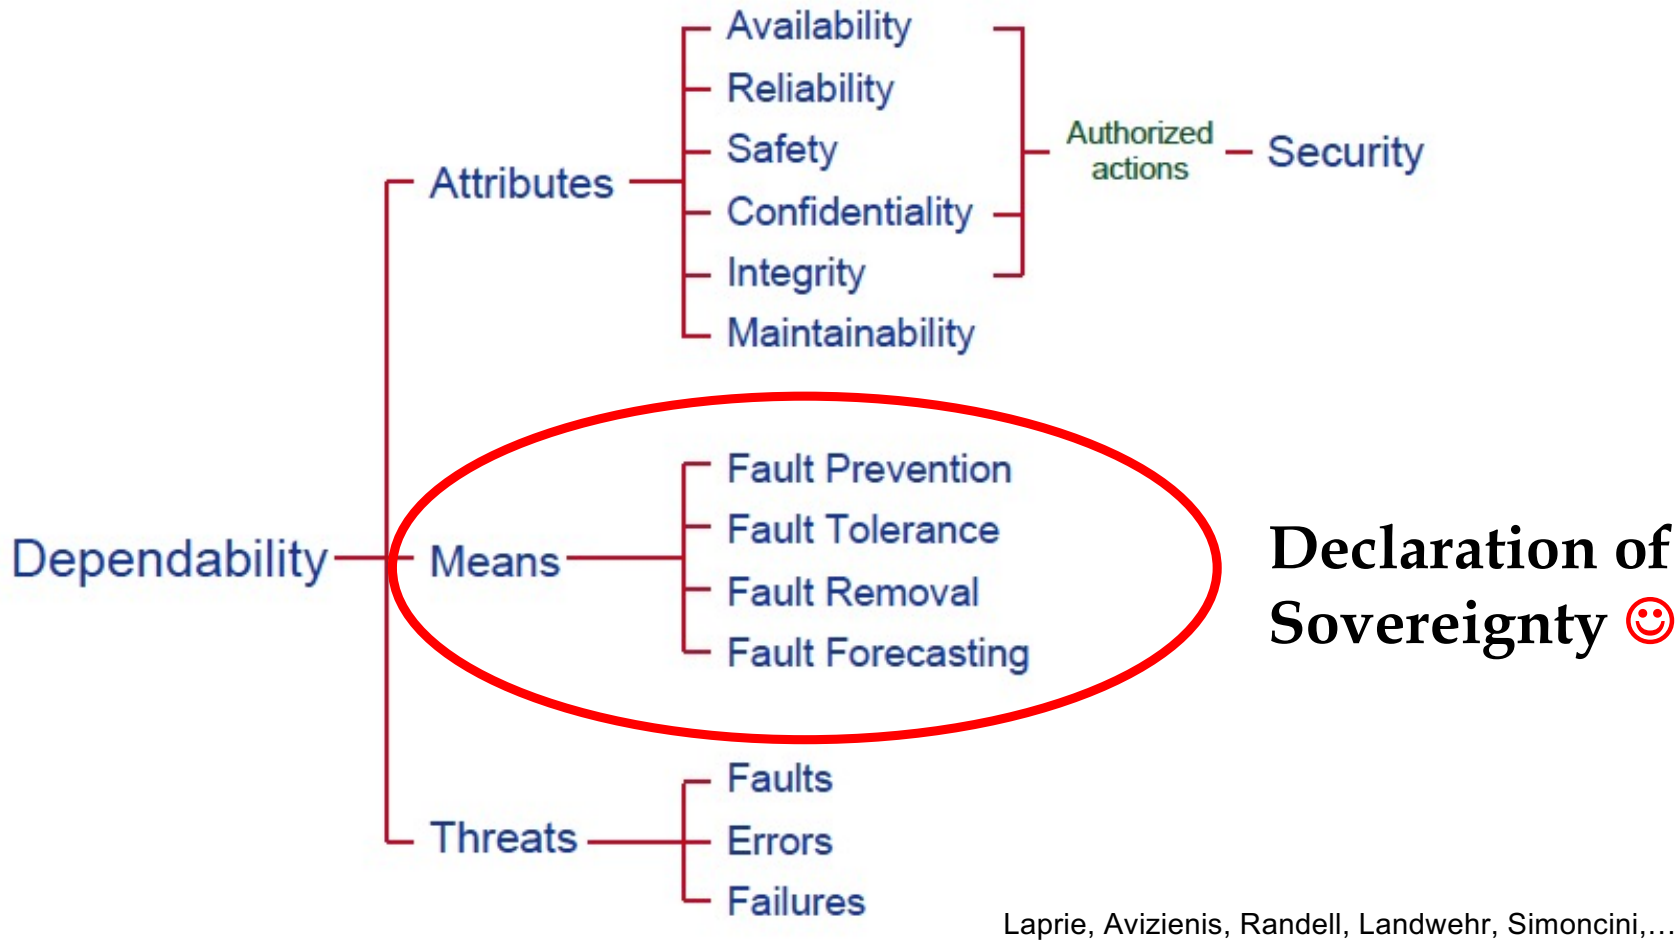 Availability
Reliability
Safety
Confidentiality
Integrity
Maintainability
Authorized
actions
Security
Attributes
Dependability
Means
Fault Prevention
Fault Tolerance
Fault Removal
Fault Forecasting
Declaration of
Sovereignty ☺
Threats
Faults
Errors
Failures
Laprie, Avizienis, Randell, Landwehr, Simoncini,…